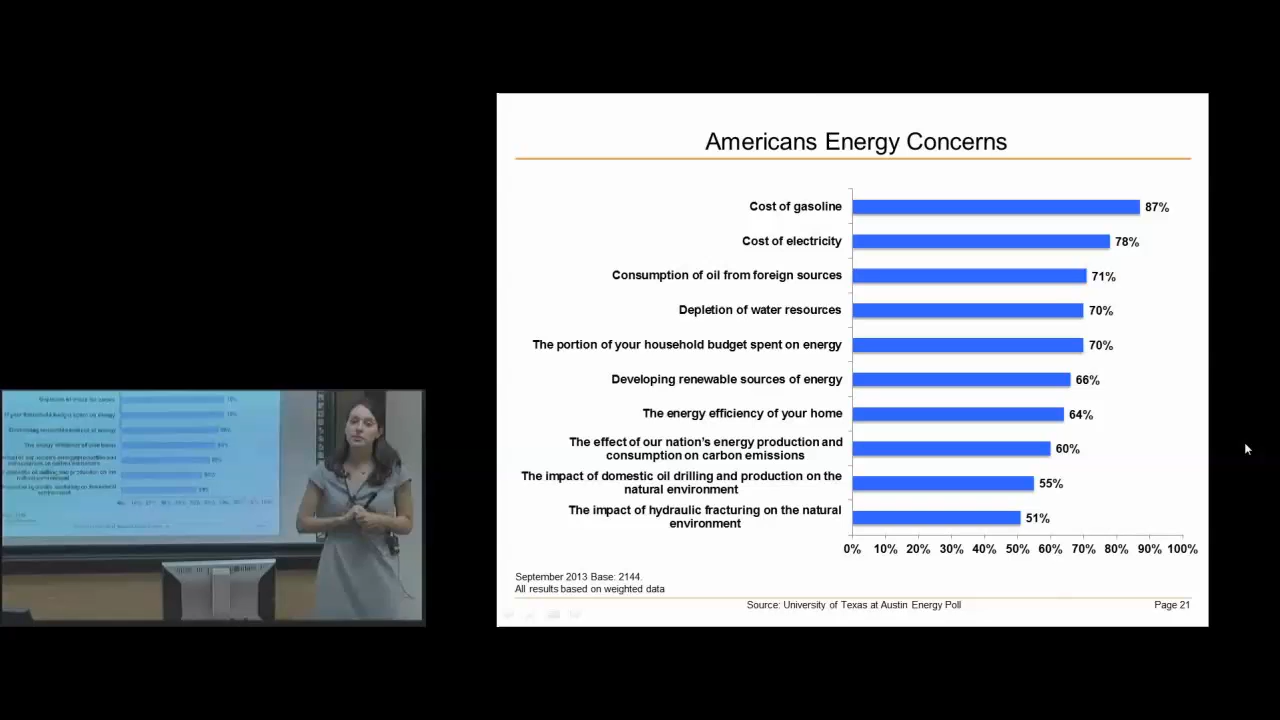 Americans Energy Concerns
Cost of gasoline
87%
Cost of electricity
78%
Consumption of oil from foreign sources
71%
Depletion of water resources
70%
The portion of your household budget spent on energy
70%
Developing renewable sources of energy
66%
The energy efficiency of your home
64%
The effect of our nation's energy production and
consumption on carbon emissions
60%
The impact of domestic oil drilling and production on the
natural environment
55%
The impact of hydraulic fracturing on the natural
environment
51%
0% 10% 20% 30% 40% 50% 60% 70% 80% 90% 100%
September 2013 Base: 2144.
All results based on weighted data
Source: University of Texas at Austin Energy Poll
Page 21